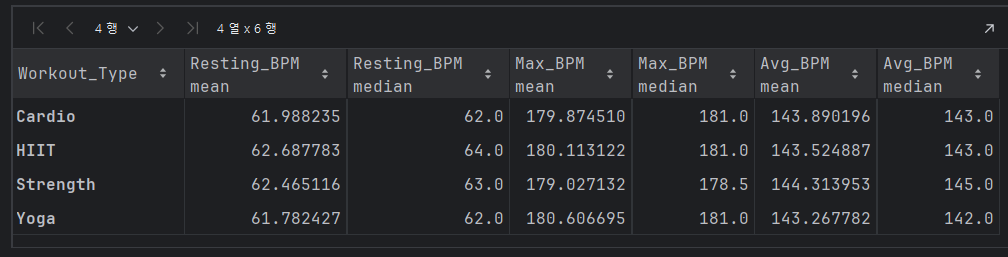 4 행 4 열 x 6 행
Workout_Type Resting_BPM mean Resting_BPM median Max_BPM mean Max_BPM median Avg_BPM mean Avg_BPM median
Cardio 61.988235 62.0 179.874510 181.0 143.890196 143.0
HIIT 62.687783 64.0 180.113122 181.0 143.524887 143.0
Strength 62.465116 63.0 179.027132 178.5 144.313953 145.0
Yoga 61.782427 62.0 180.606695 181.0 143.267782 142.0